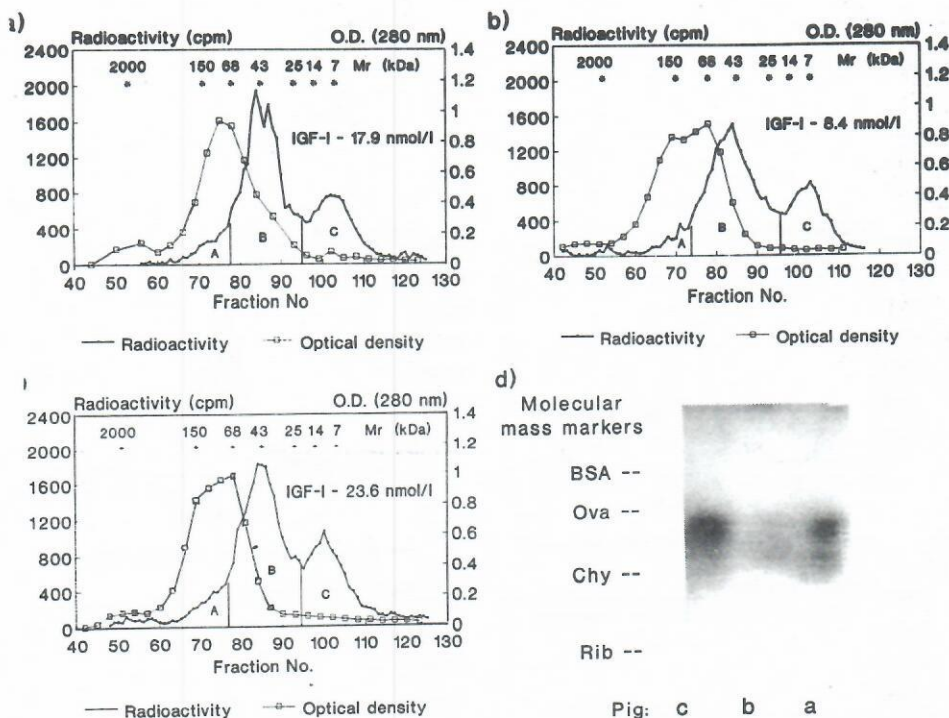 a)
Radioactivity (cpm) O.D. (280 nm)
2400 1.4
2000 150 68 43 25 14 7 Mr (kDa)
2000 1.2
1600 1
IGF-I - 17.9 nmol/l
1200 0.8
0.6
800 0.4
400 0.2
A B C
0 0
40 50 60 70 80 90 100 110 120 130
Fraction No.
Radioactivity Optical density
b)
Radioactivity (cpm) O.D. (280 nm)
2400 1.4
2000 150 68 43 25 14 7 Mr (kDa)
2000 1.2
1600 1
IGF-I - 8.4 nmol/l
1200 0.8
0.6
800 0.4
400 0.2
A B C
0 0
40 50 60 70 80 90 100 110 120 130
Fraction No.
Radioactivity Optical density
)
Radioactivity (cpm) O.D. (280 nm)
2400 1.4
2000 150 68 43 25 14 7 Mr (kDa)
2000 1.2
1600 1
IGF-I - 23.6 nmol/l
1200 0.8
0.6
800 0.4
B
400 0.2
A C
0 0
40 50 60 70 80 90 100 110 120 130
Fraction No.
Radioactivity Optical density
d)
Molecular
mass markers
BSA --
Ova --
Chy --
Rib --
Pig: c b a